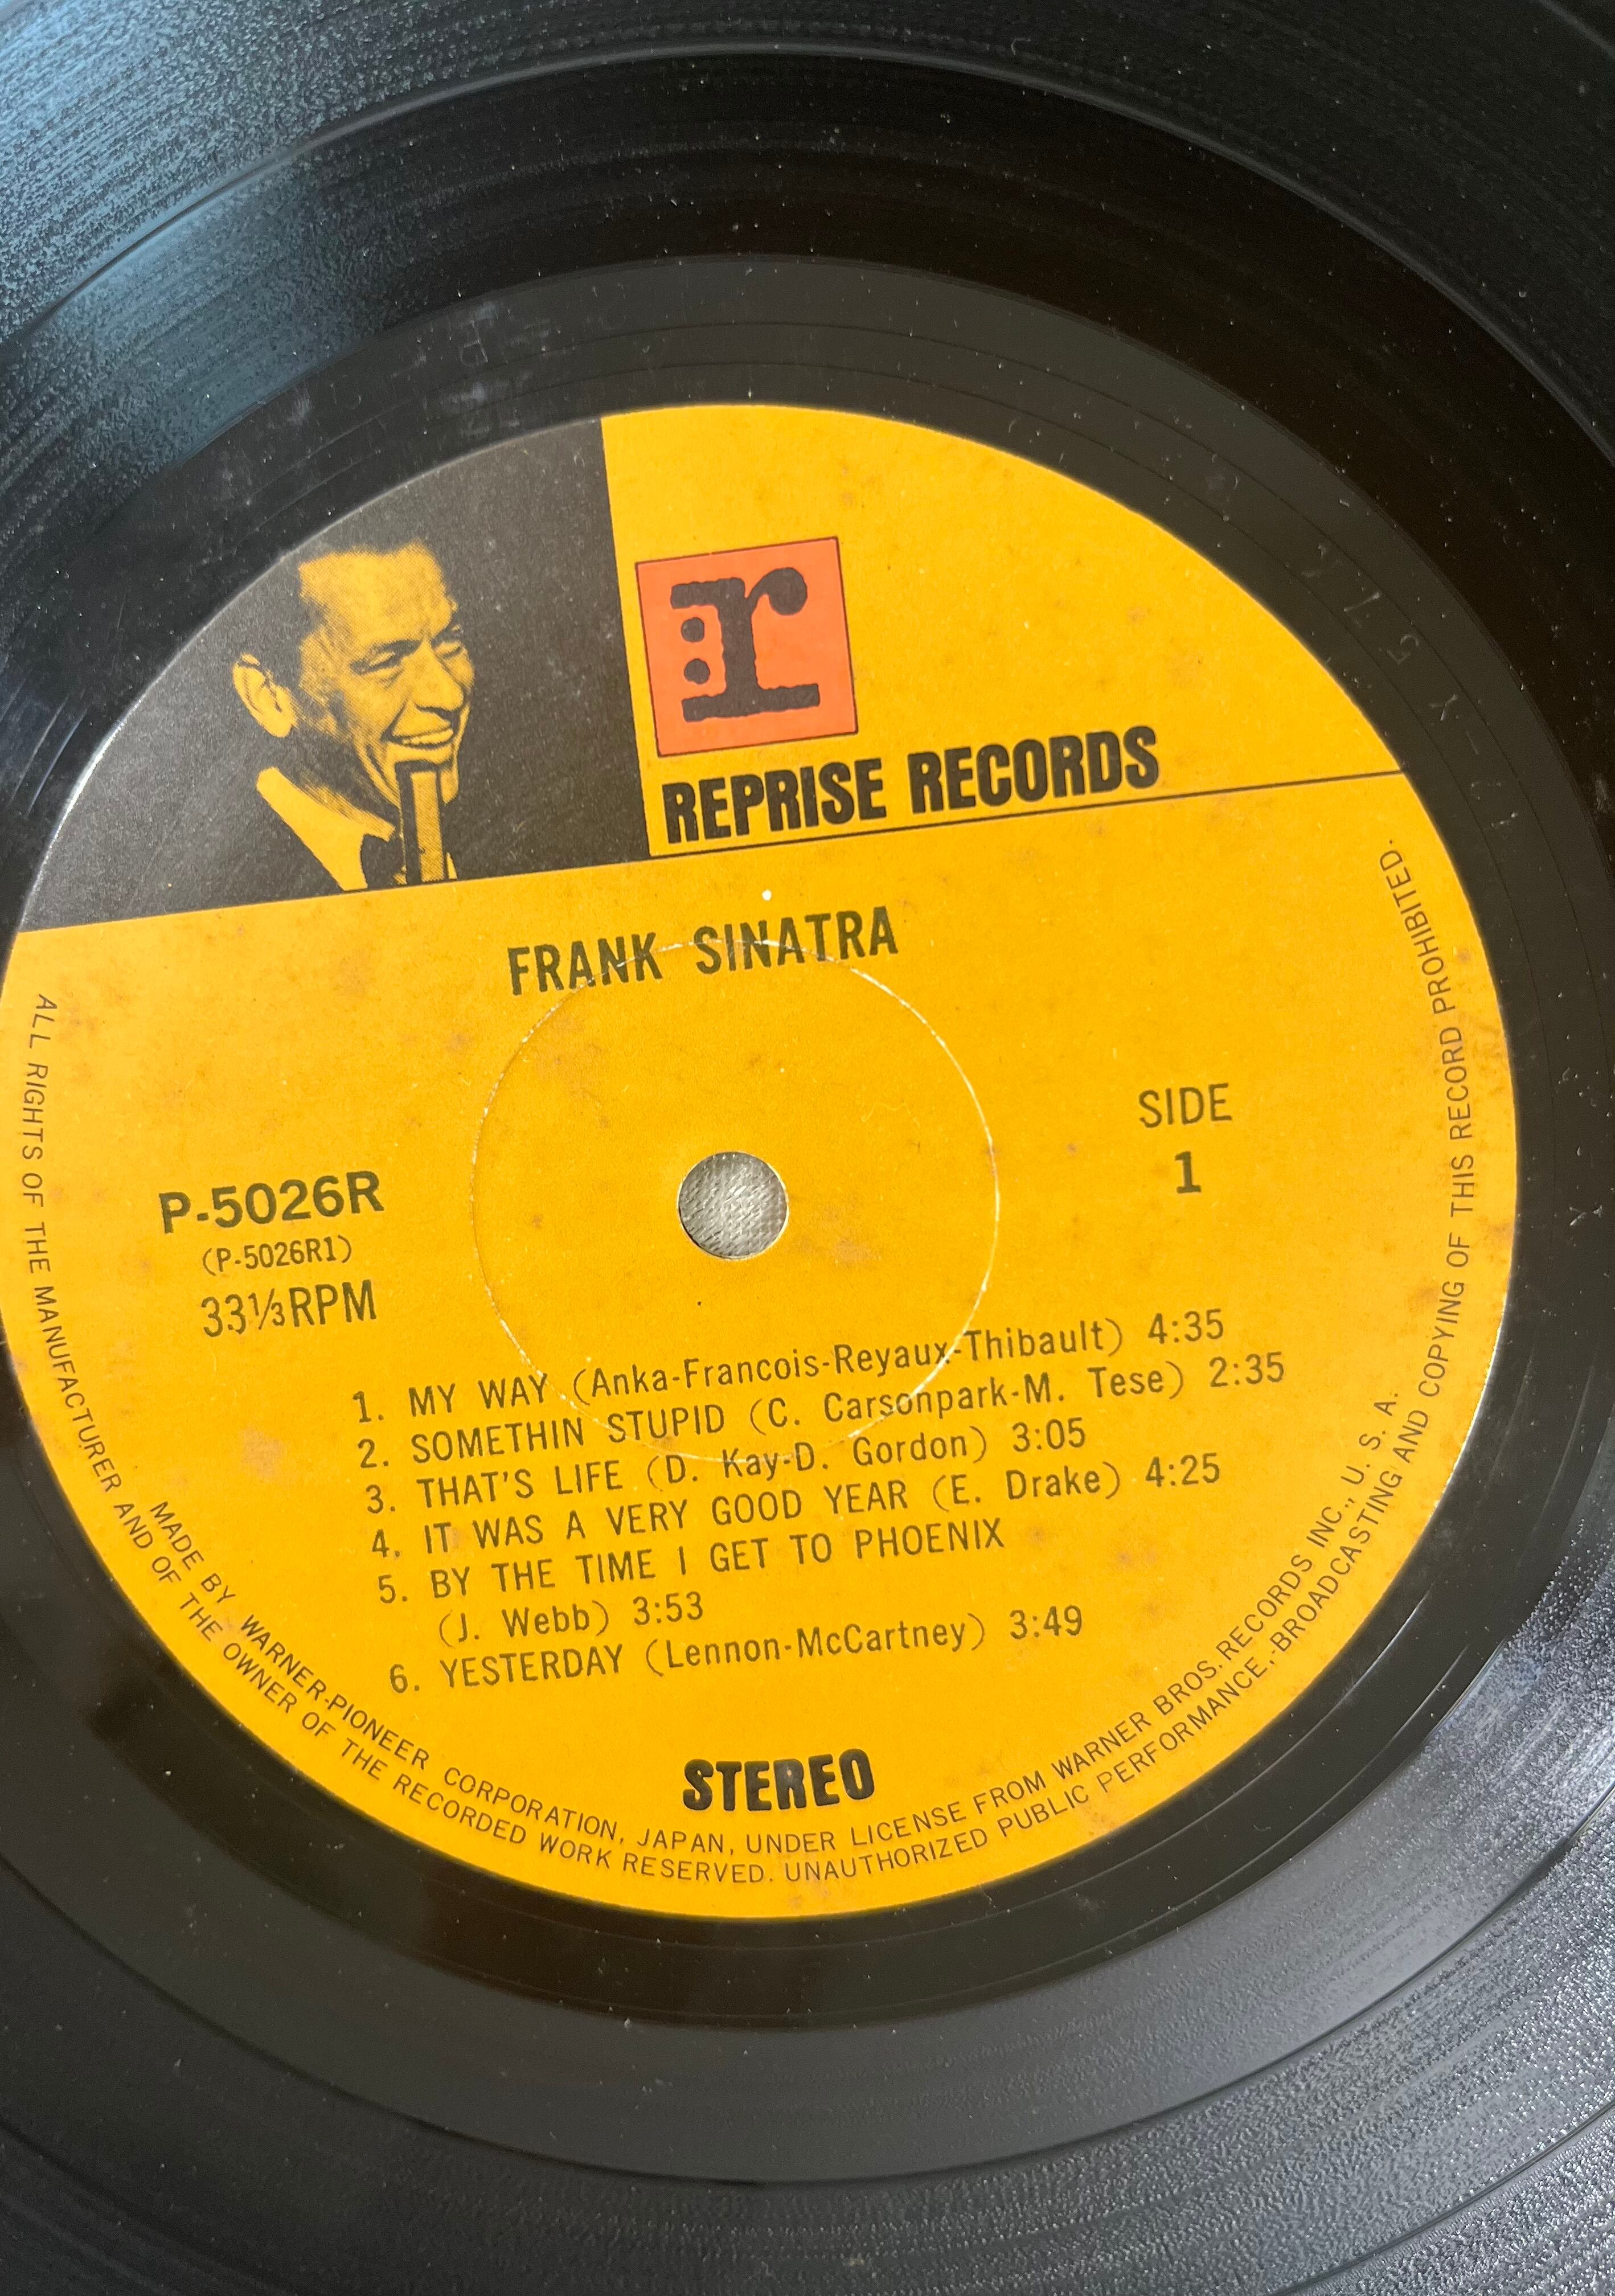 r:
REPRISE RECORDS
FRANK SINATRA
SIDE
1
P-5026R
(P-5026R1)
33⅓RPM
1. MY WAY (Anka-Francois-Reyaux-Thibault) 4:35
2. SOMETHIN STUPID (C. Carsonpark-M. Tese) 2:35
3. THAT'S LIFE (D. Kay-D. Gordon) 3:05
4. IT WAS A VERY GOOD YEAR (E. Drake) 4:25
5. BY THE TIME I GET TO PHOENIX
(J. Webb) 3:53
6. YESTERDAY (Lennon-McCartney) 3:49
STEREO
MADE BY WARNER-PIONEER CORPORATION, JAPAN, UNDER LICENSE FROM WARNER BROS. RECORDS INC., U. S. A.
ALL RIGHTS OF THE MANUFACTURER AND OF THE OWNER OF THE RECORDED WORK RESERVED. UNAUTHORIZED PUBLIC PERFORMANCE,·BROADCASTING AND COPYING OF THIS RECORD PROHIBITED.